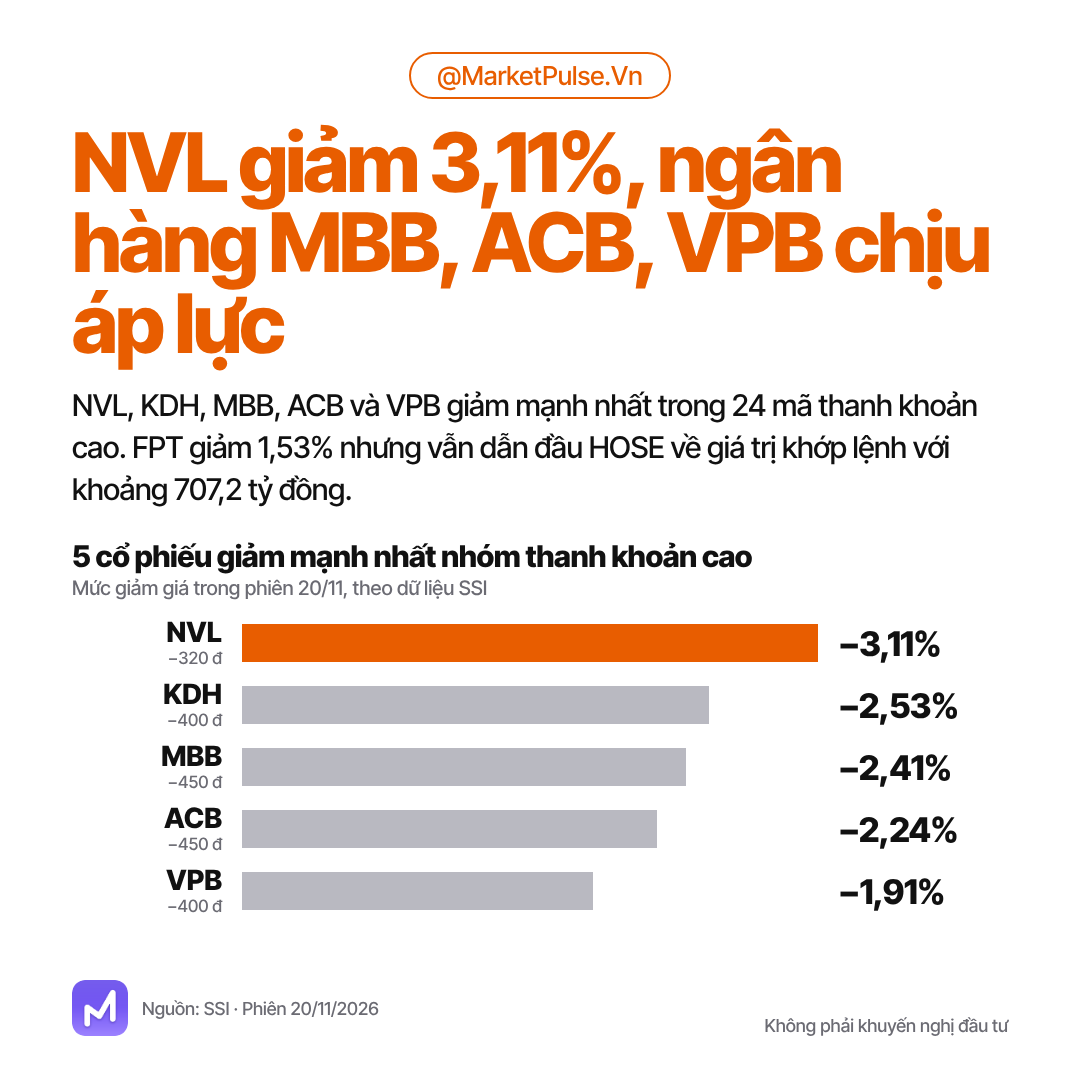 @MarketPulse.Vn
NVL giảm 3,11%, ngân
hàng MBB, ACB, VPB chịu
áp lực
NVL, KDH, MBB, ACB và VPB giảm mạnh nhất trong 24 mã thanh khoản
cao. FPT giảm 1,53% nhưng vẫn dẫn đầu HOSE về giá trị khớp lệnh với
khoảng 707,2 tỷ đồng.
5 cổ phiếu giảm mạnh nhất nhóm thanh khoản cao
Mức giảm giá trong phiên 20/11, theo dữ liệu SSI
NVL
−320 đ
−3,11%
KDH
−400 đ
−2,53%
MBB
−450 đ
−2,41%
ACB
−450 đ
−2,24%
VPB
−400 đ
−1,91%
Nguồn: SSI · Phiên 20/11/2026
Không phải khuyến nghị đầu tư